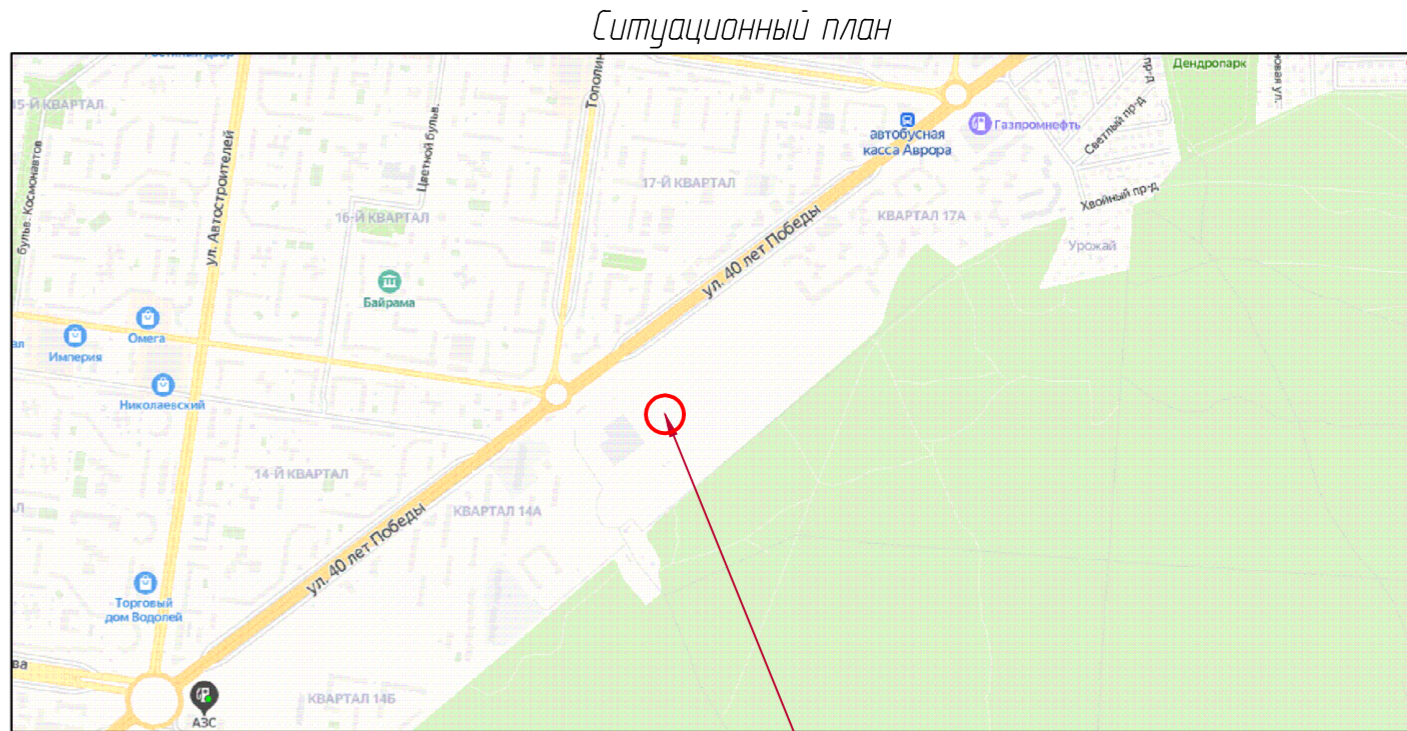 Ситуационный план
Дендропарк
пр-д
Светлый пр-д
Хвойный пр-д
Урожай
15-Й КВАРТАЛ
бульв. Космонавтов
ул. Автостроителей
Цветной бульв.
16-Й КВАРТАЛ
17-Й КВАРТАЛ
автобусная
касса Аврора
Газпромнефть
КВАРТАЛ 17А
ул. 40 лет Победы
Байрама
Омега
Империя
Николаевский
14-Й КВАРТАЛ
КВАРТАЛ 14А
ул. 40 лет Победы
Торговый
дом Водолей
АЗС
КВАРТАЛ 14Б